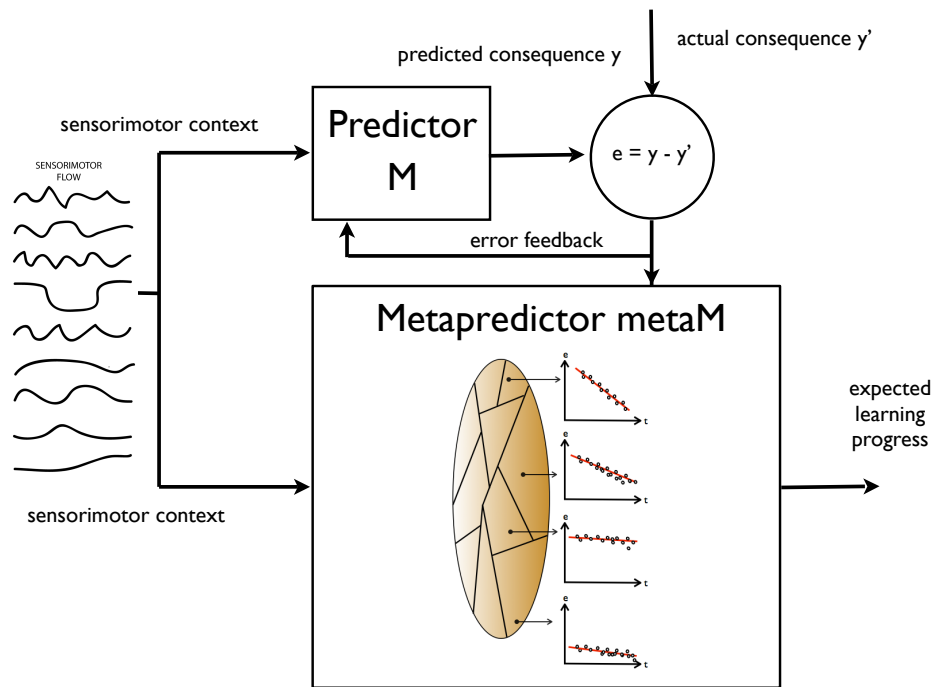 predicted consequence y
actual consequence y’
sensorimotor context
Predictor
M
e = y - y’
SENSORIMOTOR
FLOW
error feedback
Metapredictor metaM
e
t
e
t
e
t
e
t
expected
learning
progress
sensorimotor context